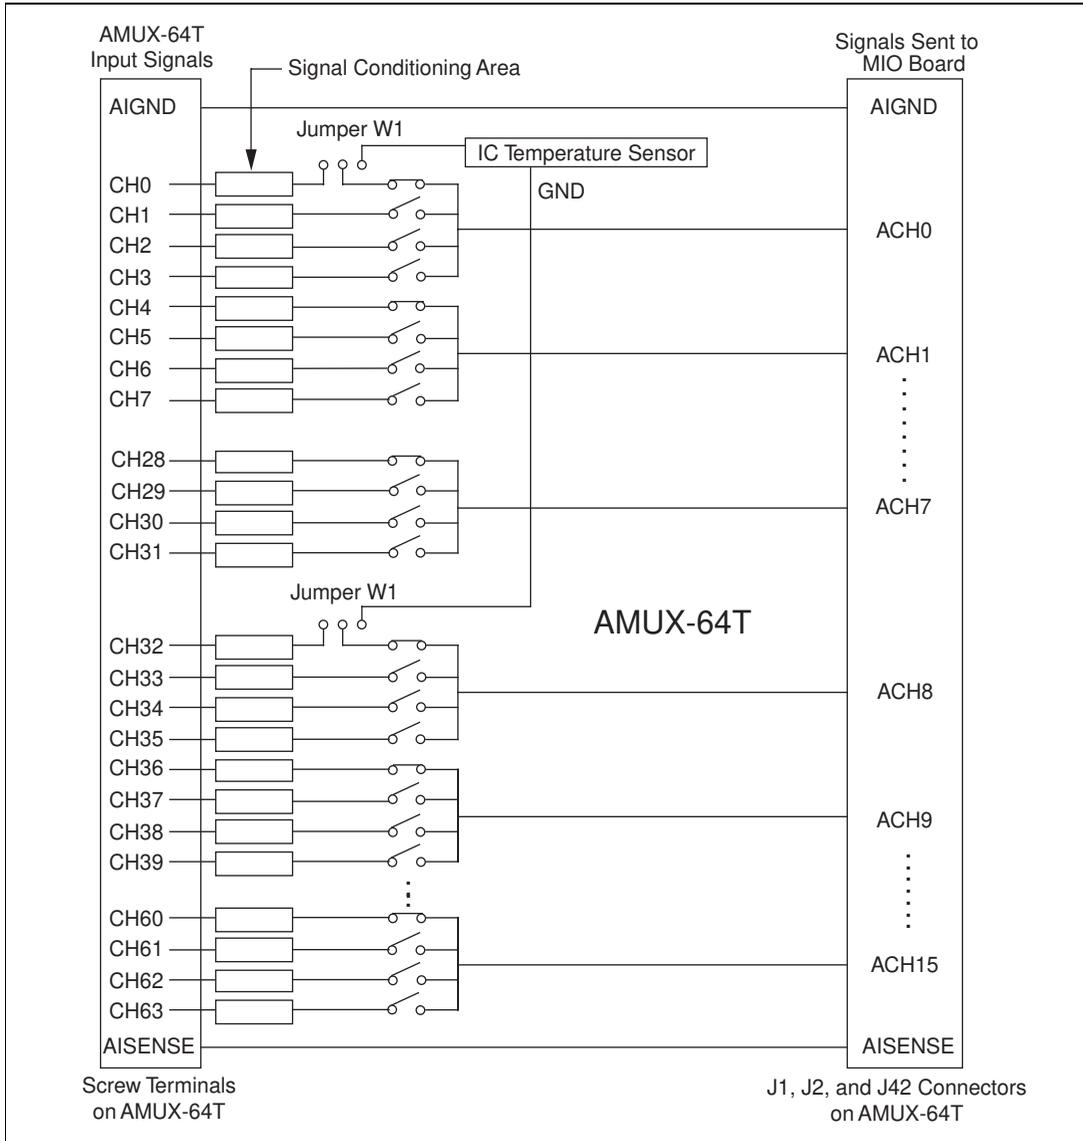 AMUX-64T
Input Signals
Signals Sent to
MIO Board
Signal Conditioning Area
AIGND
AIGND
Jumper W1
IC Temperature Sensor
GND
CH0
CH1
CH2
CH3
ACH0
CH4
CH5
CH6
CH7
ACH1
CH28
CH29
CH30
CH31
ACH7
Jumper W1
AMUX-64T
CH32
CH33
CH34
CH35
ACH8
CH36
CH37
CH38
CH39
ACH9
CH60
CH61
CH62
CH63
ACH15
AISENSE
AISENSE
Screw Terminals
on AMUX-64T
J1, J2, and J42 Connectors
on AMUX-64T